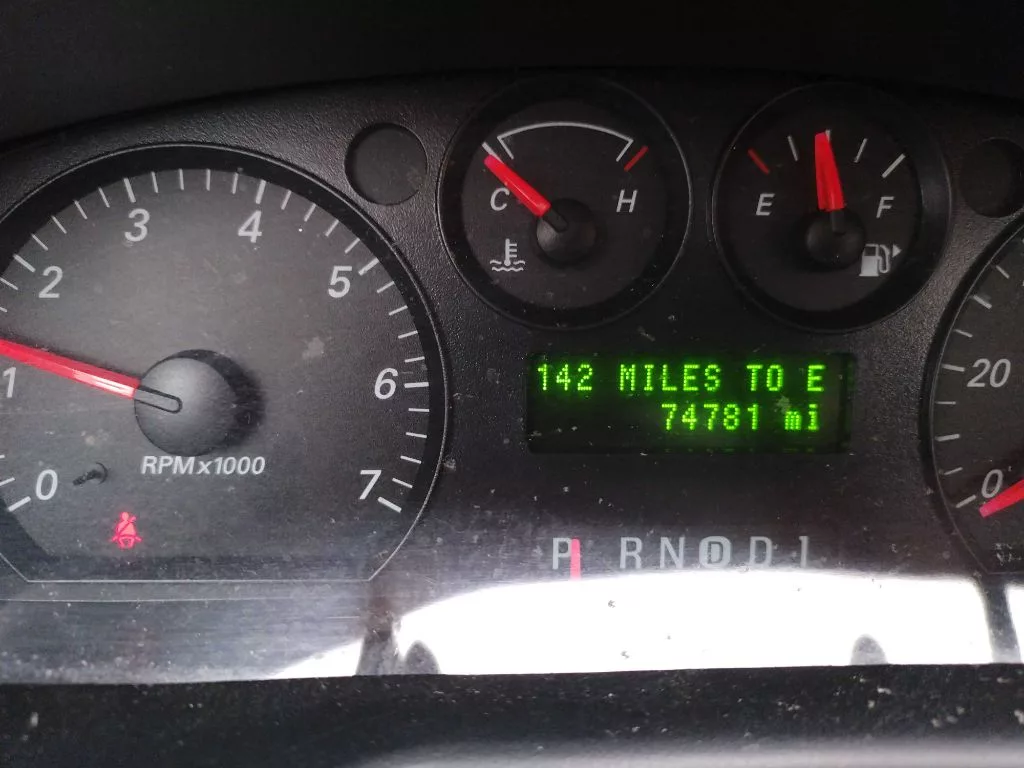 0
1
2
3
4
5
6
7
RPMx1000
C
H
E
F
142 MILES TO E
74781 mi
P R N D D 1
20
0